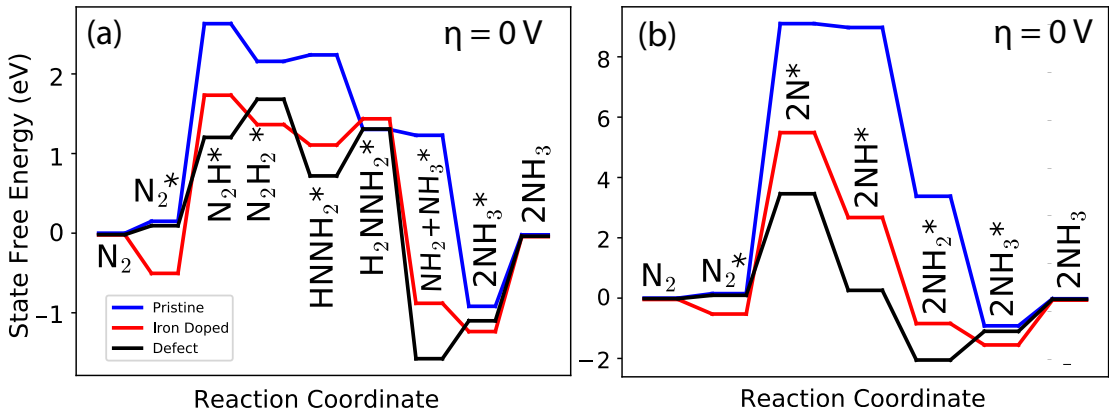 (a)
η = 0 V
State Free Energy (eV)
2
1
0
−1
N₂
N₂*
N₂H*
N₂H₂*
HNNH₂*
H₂NNH₂*
NH₂+NH₃*
2NH₃*
2NH₃
Pristine
Iron Doped
Defect
Reaction Coordinate
(b)
η = 0 V
8
6
4
2
0
−2
N₂
N₂*
2N*
2NH*
2NH₂*
2NH₃*
2NH₃
Reaction Coordinate